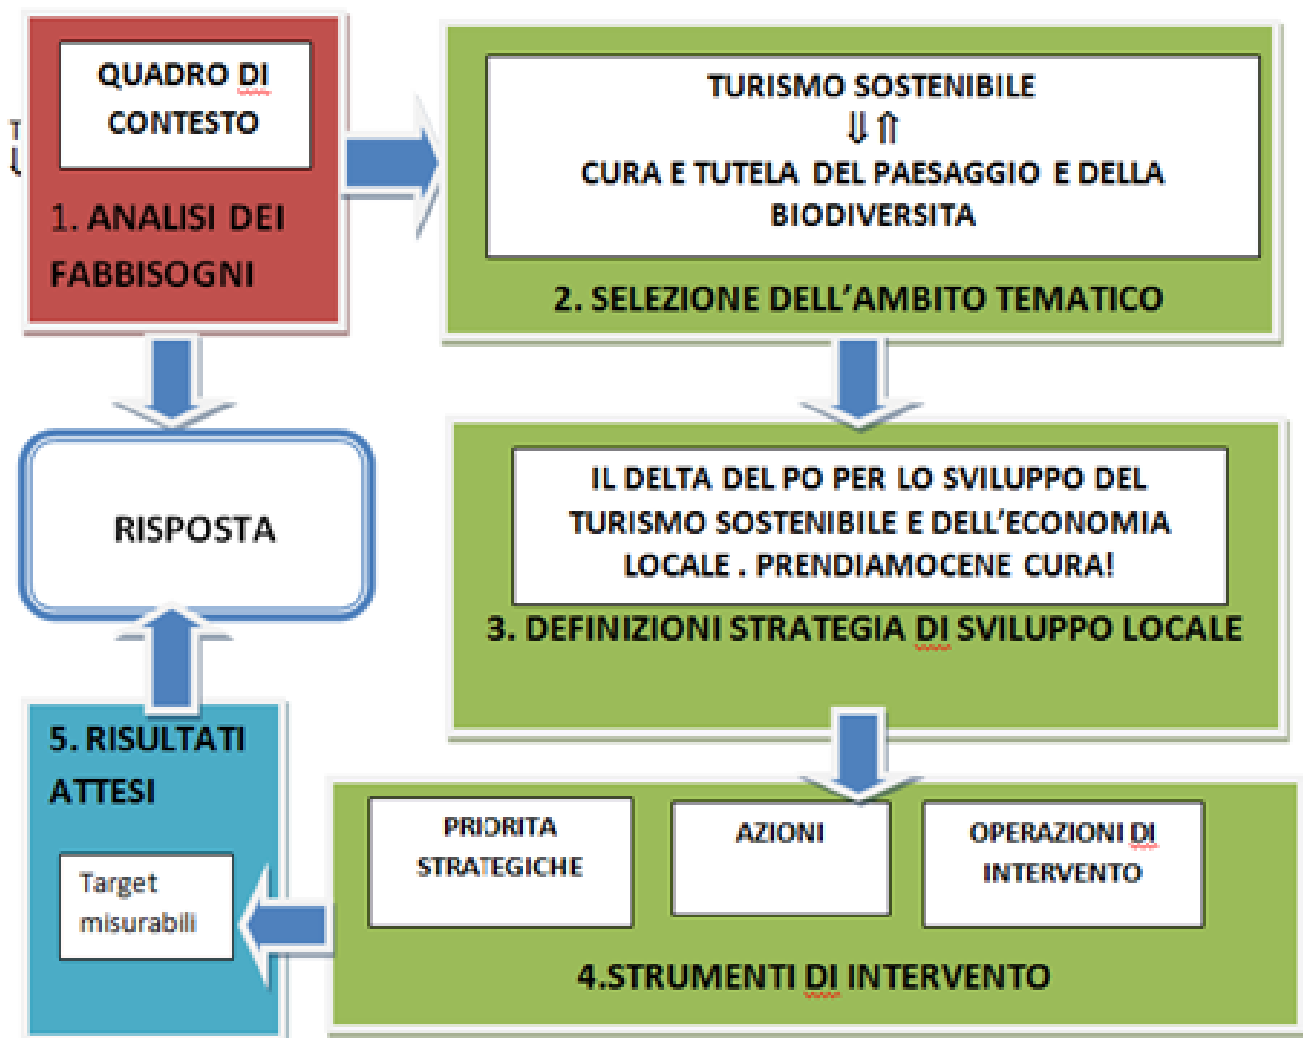 QUADRO DI
CONTESTO
1. ANALISI DEI
FABBISOGNI
T
⇓
TURISMO SOSTENIBILE
⇓⇑
CURA E TUTELA DEL PAESAGGIO E DELLA
BIODIVERSITA
2. SELEZIONE DELL’AMBITO TEMATICO
IL DELTA DEL PO PER LO SVILUPPO DEL
TURISMO SOSTENIBILE E DELL’ECONOMIA
LOCALE . PRENDIAMOCENE CURA!
3. DEFINIZIONI STRATEGIA DI SVILUPPO LOCALE
RISPOSTA
PRIORITA
STRATEGICHE
AZIONI
OPERAZIONI DI
INTERVENTO
4.STRUMENTI DI INTERVENTO
5. RISULTATI
ATTESI
Target
misurabili